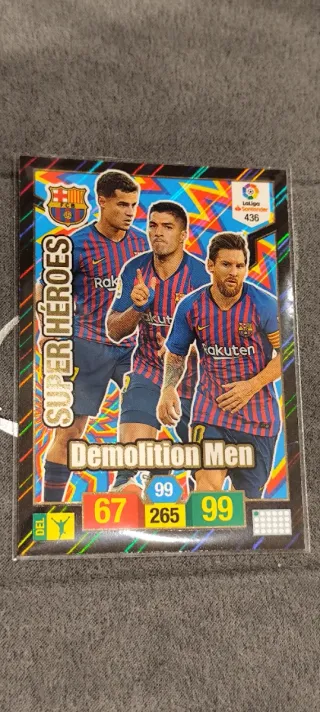 LaLiga
Santander
436
SUPER HÉROES
Rakuten
Rakuten
Rakuten
Demolition Men
DEL
67
99
265
99